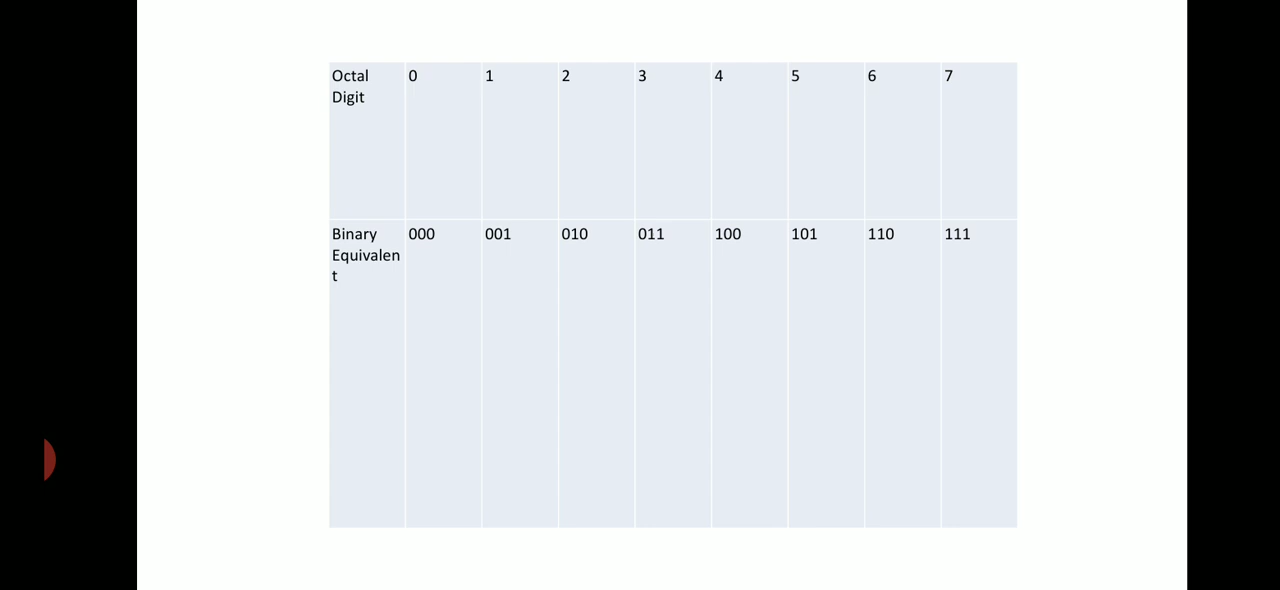 Octal 0 1 2 3 4 5 6 7
Digit
Binary 000 001 010 011 100 101 110 111
Equivalen
t